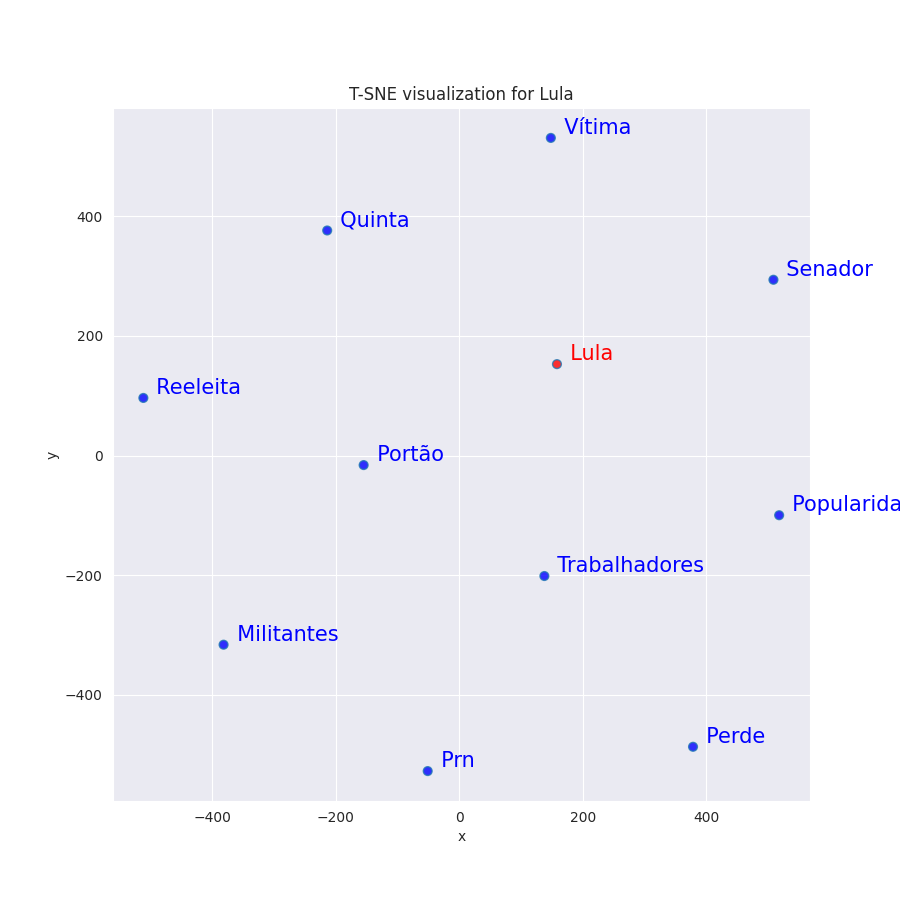 T-SNE visualization for Lula
Vítima
Quinta
Senador
Lula
Reeleita
Portão
Popularida
Trabalhadores
Militantes
Perde
Prn
400
200
0
−200
−400
y
−400
−200
0
200
400
x